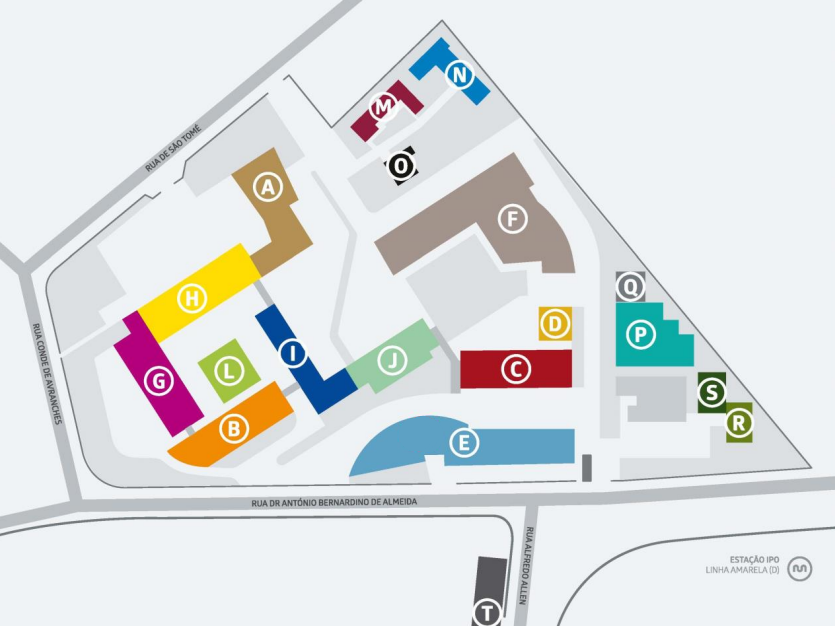 N
M
RUA DE SÃO TOMÉ
O
A
F
Q
H
D
P
RUA CONDE DE AVRANCHES
I
J
L
C
G
S
R
B
E
RUA DR ANTÓNIO BERNARDINO DE ALMEIDA
RUA ALFREDO ALLEN
ESTAÇÃO IPO
LINHA AMARELA (D)
T